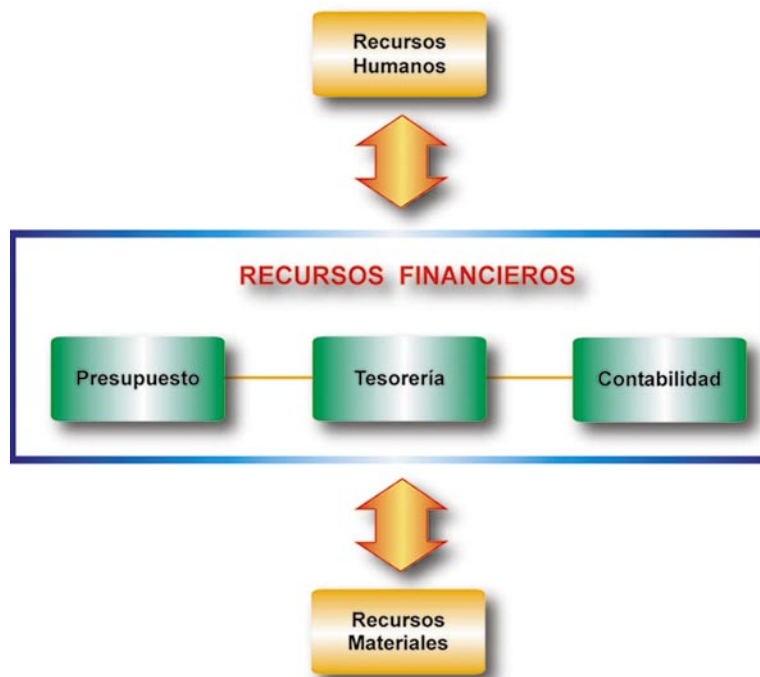 Recursos
Humanos
RECURSOS FINANCIEROS
Presupuesto
Tesorería
Contabilidad
Recursos
Materiales